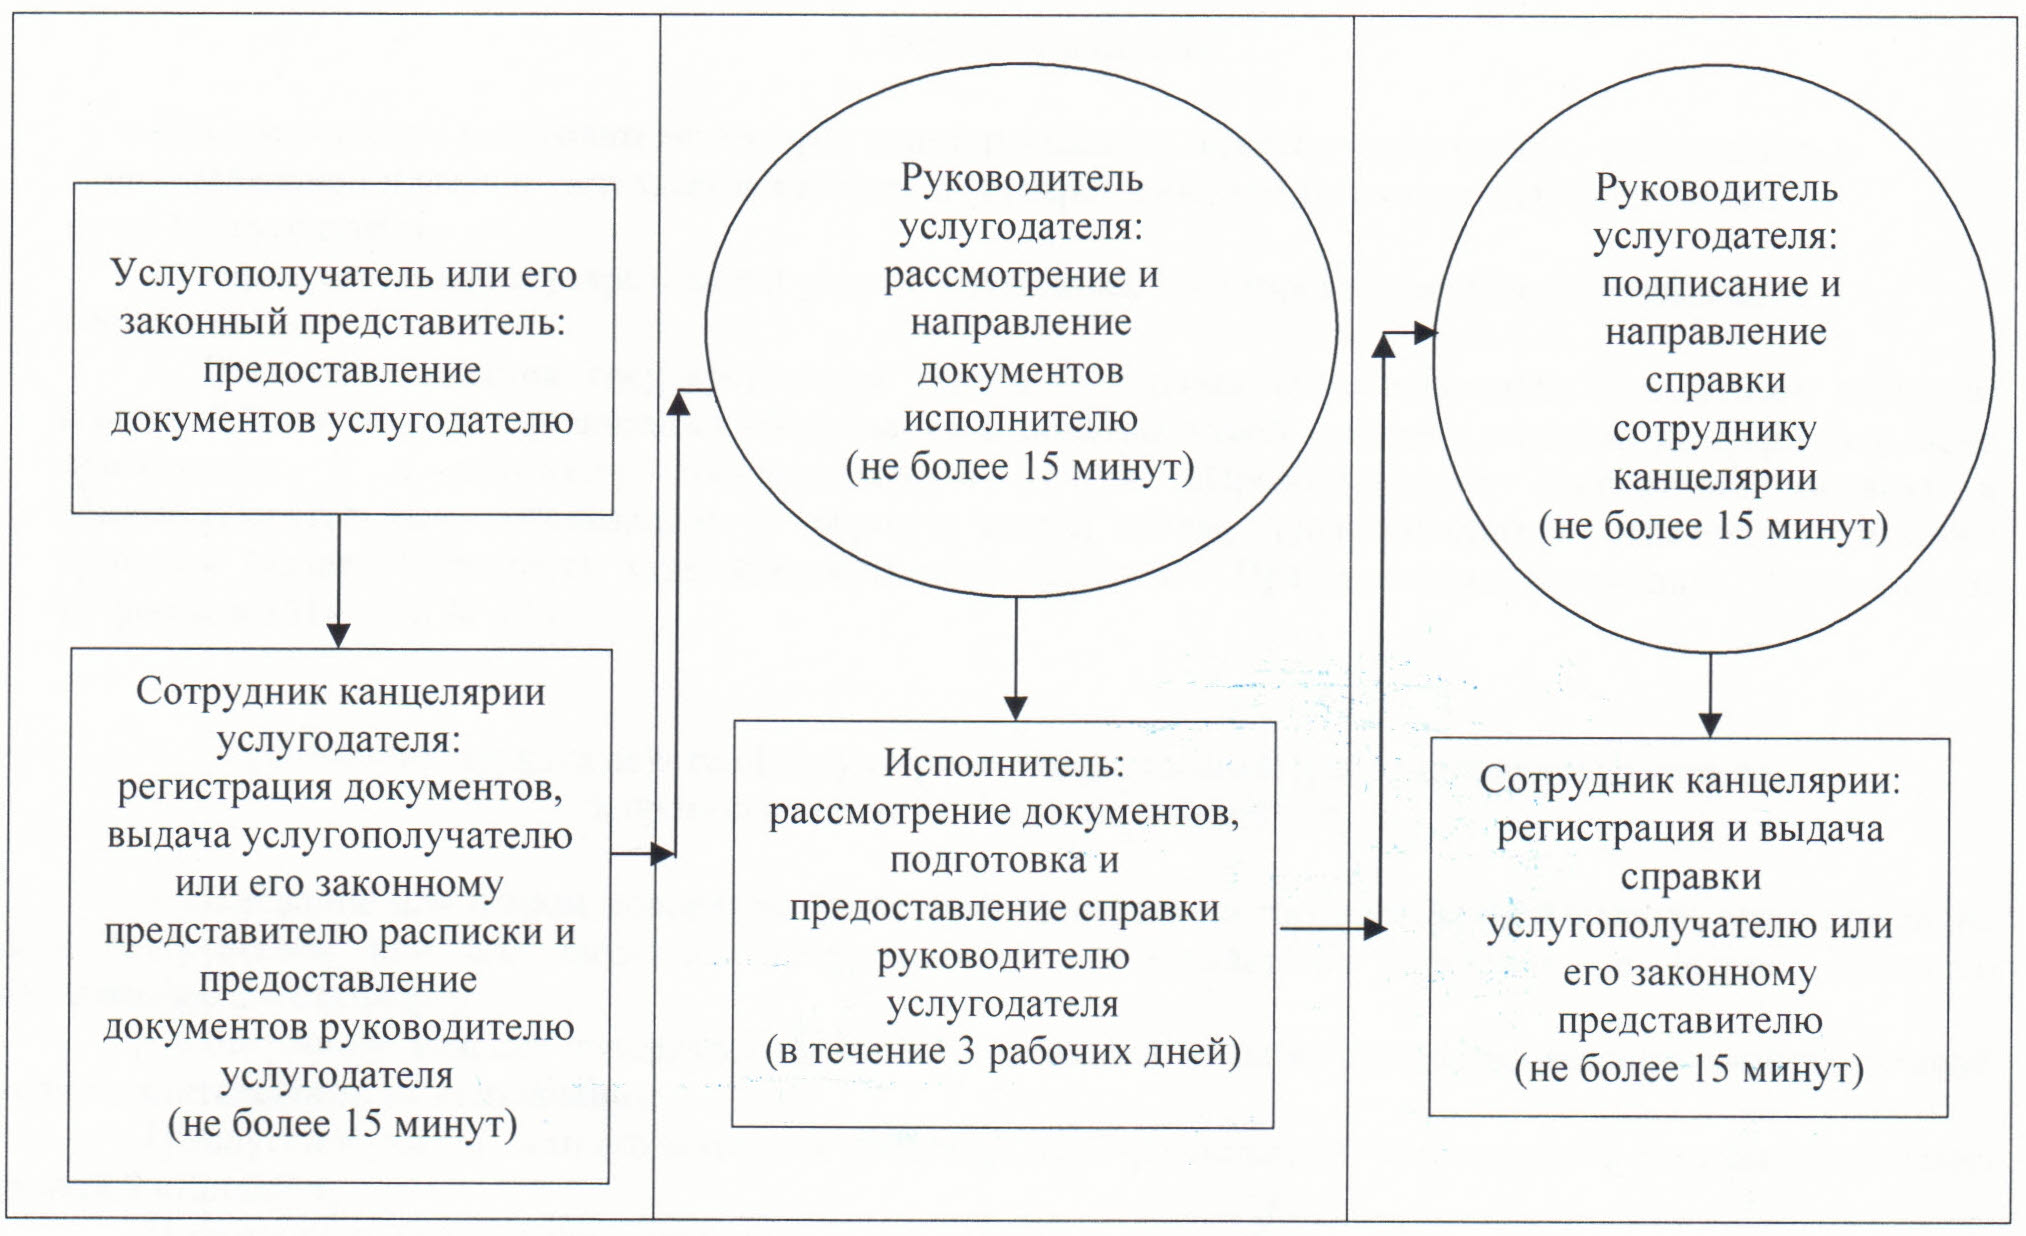 Услугополучатель или его
законный представитель:
предоставление
документов услугодателю
Сотрудник канцелярии
услугодателя:
регистрация документов,
выдача услугополучателю
или его законному
представителю расписки и
предоставление
документов руководителю
услугодателя
(не более 15 минут)
Руководитель
услугодателя:
рассмотрение и
направление
документов
исполнителю
(не более 15 минут)
Исполнитель:
рассмотрение документов,
подготовка и
предоставление справки
руководителю
услугодателя
(в течение 3 рабочих дней)
Руководитель
услугодателя:
подписание и
направление
справки
сотруднику
канцелярии
(не более 15 минут)
Сотрудник канцелярии:
регистрация и выдача
справки
услугополучателю или
его законному
представителю
(не более 15 минут)